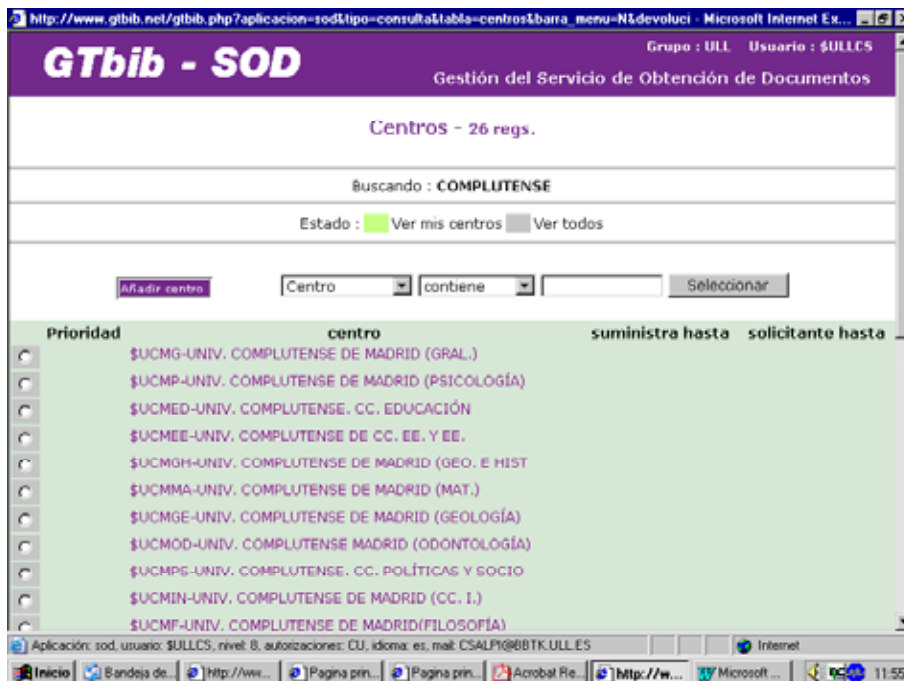 http://www.gtbib.net/gtbib.php?aplicacion=sod&tipo=consulta&tabla=centros&barra_menu=N&devoluci - Microsoft Internet Ex...
Grupo : ULL Usuario : $ULLCS
GTbib - SOD
Gestión del Servicio de Obtención de Documentos
Centros - 26 regs.
Buscando : COMPLUTENSE
Estado : Ver mis centros Ver todos
Añadir centro Centro contiene Seleccionar
Prioridad centro suministra hasta solicitante hasta
$UCMG-UNIV. COMPLUTENSE DE MADRID (GRAL.)
$UCMP-UNIV. COMPLUTENSE DE MADRID (PSICOLOGÍA)
$UCMED-UNIV. COMPLUTENSE. CC. EDUCACIÓN
$UCMEE-UNIV. COMPLUTENSE DE CC. EE. Y EE.
$UCMGH-UNIV. COMPLUTENSE DE MADRID (GEO. E HIST
$UCMMA-UNIV. COMPLUTENSE DE MADRID (MAT.)
$UCMGE-UNIV. COMPLUTENSE DE MADRID (GEOLOGÍA)
$UCMOD-UNIV. COMPLUTENSE MADRID (ODONTOLOGÍA)
$UCMPS-UNIV. COMPLUTENSE. CC. POLÍTICAS Y SOCIO
$UCMIN-UNIV. COMPLUTENSE DE MADRID (CC. I.)
$UCMF-UNIV. COMPLUTENSE DE MADRID(FILOSOFÍA)
Aplicación: sod, usuario: $ULLCS, nivel: 8, autorizaciones: CU, idioma: es, mail: CSALPI@BBTK.ULL.ES Internet
Inicio Bandeja de... http://ww... Pagina prin... Pagina prin... Acrobat Re... http://w... Microsoft ... 11:55